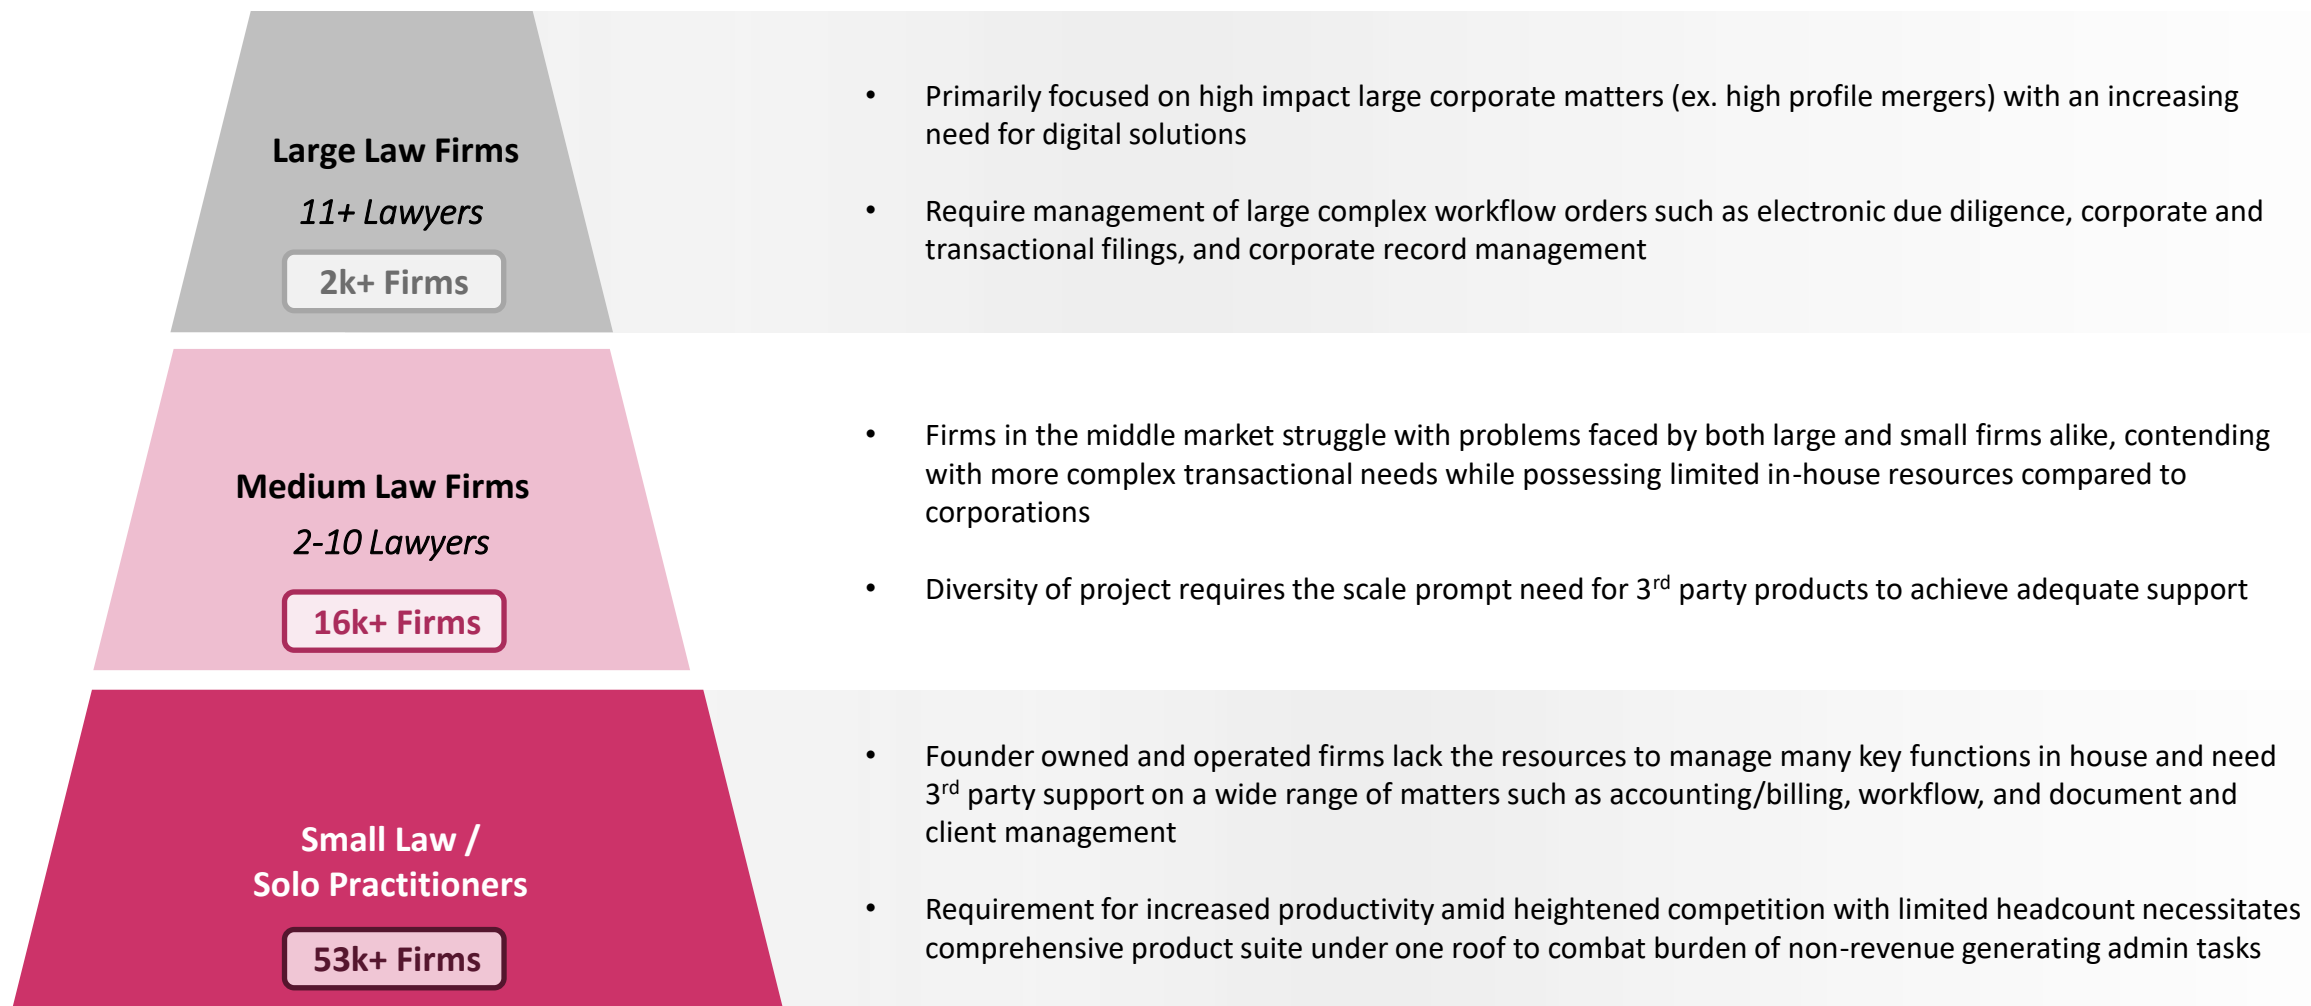 Large Law Firms
11+ Lawyers
2k+ Firms
• Primarily focused on high impact large corporate matters (ex. high profile mergers) with an increasing
need for digital solutions
• Require management of large complex workflow orders such as electronic due diligence, corporate and
transactional filings, and corporate record management
Medium Law Firms
2-10 Lawyers
16k+ Firms
• Firms in the middle market struggle with problems faced by both large and small firms alike, contending
with more complex transactional needs while possessing limited in-house resources compared to
corporations
• Diversity of project requires the scale prompt need for 3rd party products to achieve adequate support
Small Law /
Solo Practitioners
53k+ Firms
• Founder owned and operated firms lack the resources to manage many key functions in house and need
3rd party support on a wide range of matters such as accounting/billing, workflow, and document and
client management
• Requirement for increased productivity amid heightened competition with limited headcount necessitates
comprehensive product suite under one roof to combat burden of non-revenue generating admin tasks